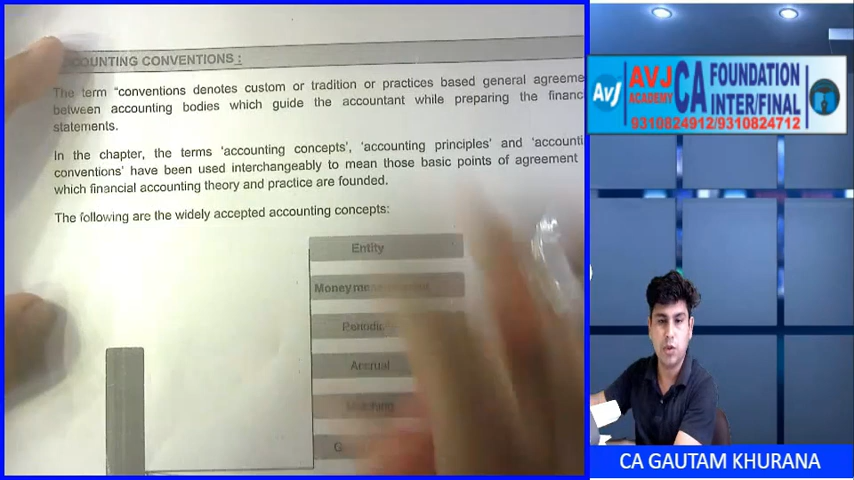 COUNTING CONVENTIONS :
The term “conventions denotes custom or tradition or practices based general agreeme
between accounting bodies which guide the accountant while preparing the financ
statements.
In the chapter, the terms ‘accounting concepts’, ‘accounting principles’ and ‘accounti
conventions’ have been used interchangeably to mean those basic points of agreement
which financial accounting theory and practice are founded.
The following are the widely accepted accounting concepts:
Entity
Money
Periodic
Accrual
AVJ
AVJ
ACADEMY
CA
FOUNDATION
INTER/FINAL
9310824912/9310824712
CA GAUTAM KHURANA